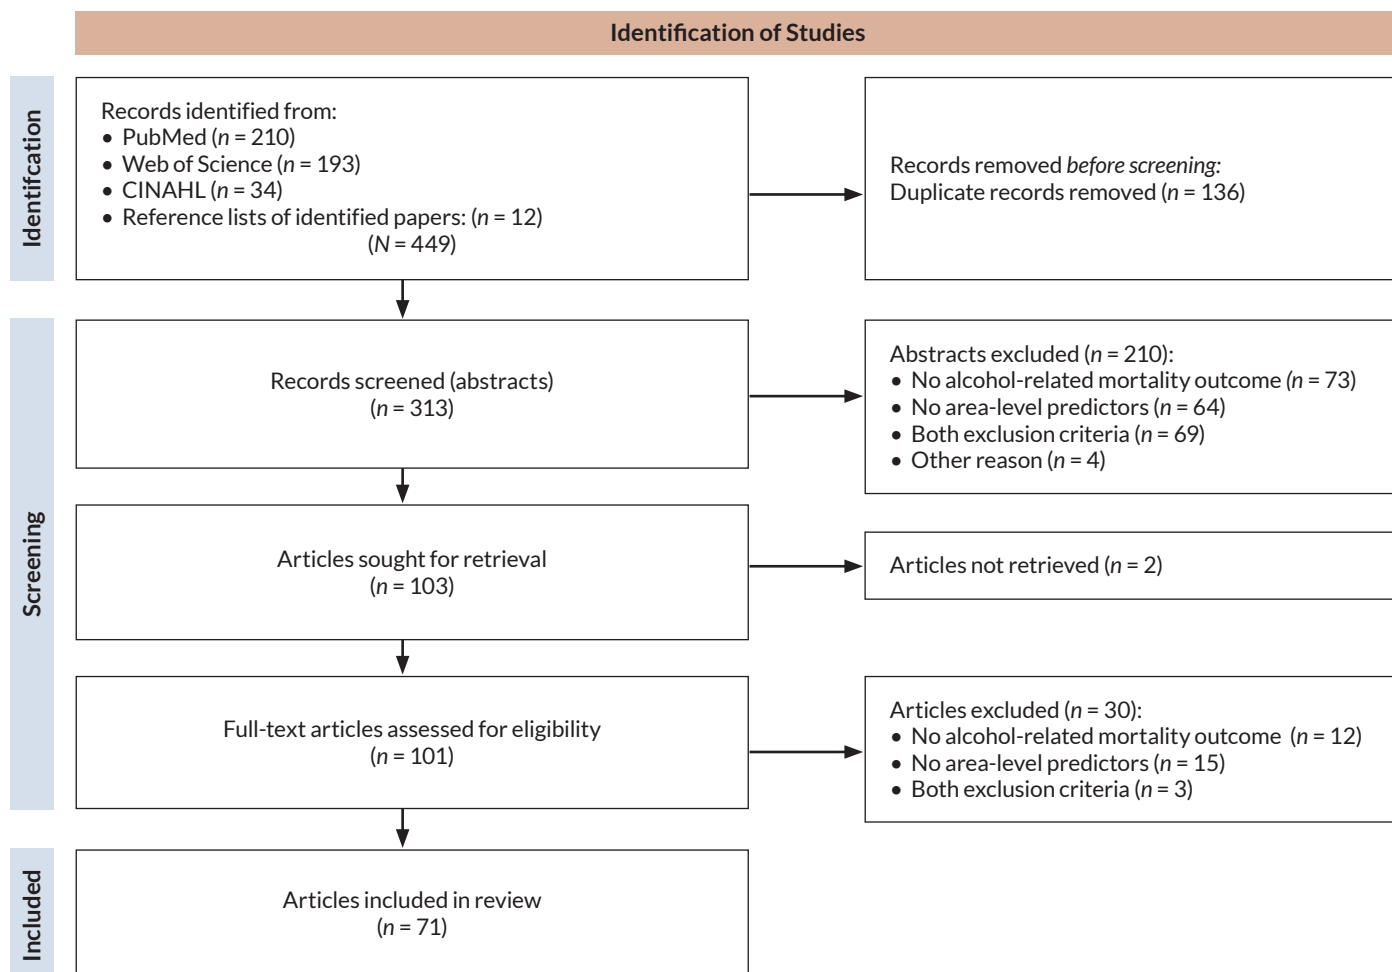 Identification of Studies
Identifcation
Records identified from:
• PubMed (n = 210)
• Web of Science (n = 193)
• CINAHL (n = 34)
• Reference lists of identified papers: (n = 12)
(N = 449)
Records removed before screening:
Duplicate records removed (n = 136)
Screening
Records screened (abstracts)
(n = 313)
Abstracts excluded (n = 210):
• No alcohol-related mortality outcome (n = 73)
• No area-level predictors (n = 64)
• Both exclusion criteria (n = 69)
• Other reason (n = 4)
Articles sought for retrieval
(n = 103)
Articles not retrieved (n = 2)
Full-text articles assessed for eligibility
(n = 101)
Articles excluded (n = 30):
• No alcohol-related mortality outcome (n = 12)
• No area-level predictors (n = 15)
• Both exclusion criteria (n = 3)
Included
Articles included in review
(n = 71)